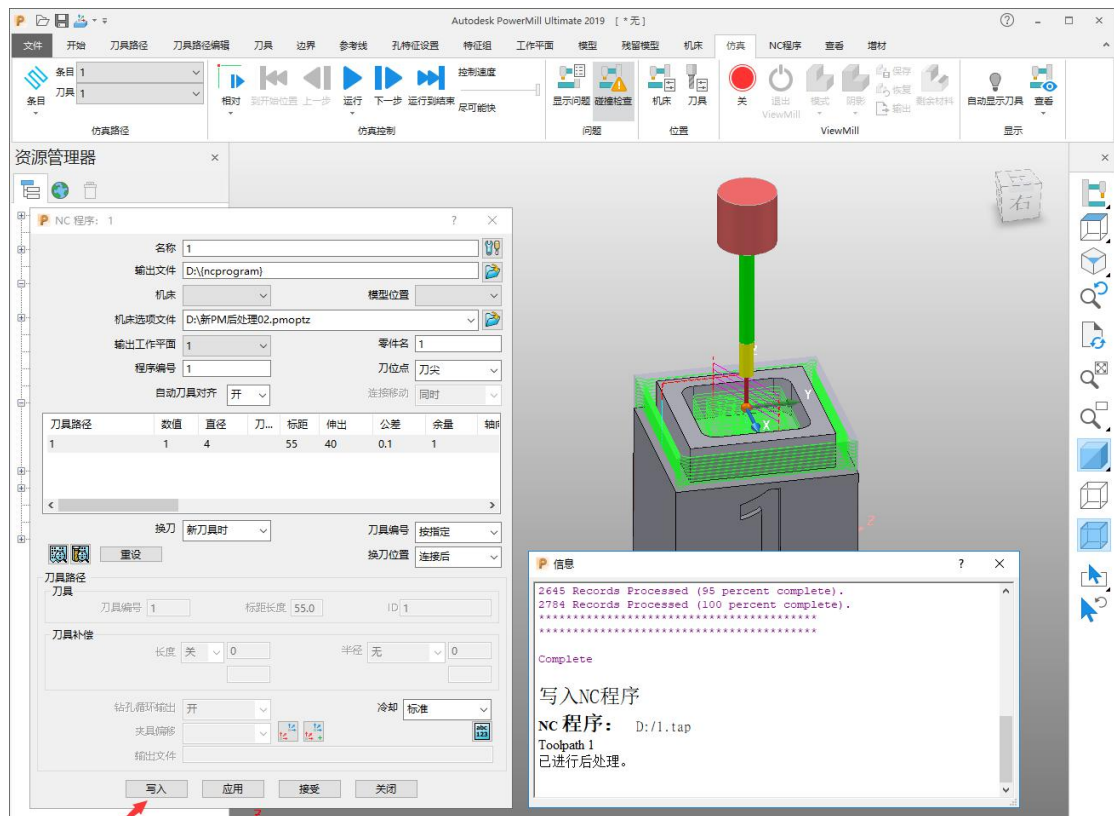 Autodesk PowerMill Ultimate 2019 [ *无 ]
文件 开始 刀具路径 刀具路径编辑 刀具 边界 参考线 孔特征设置 特征组 工作平面 模型 残留模型 机床 仿真 NC程序 查看 增材
条目 1
刀具 1
条目
相对 到开始位置 上一步 运行 下一步 运行到结束
控制速度
尽可能快
显示问题 碰撞检查
机床 刀具
关 退出 ViewMill 模式 阴影 保存 恢复 输出 剩余材料
自动显示刀具 查看
仿真路径 仿真控制 问题 位置 ViewMill 显示
资源管理器
右
NC 程序: 1
名称 1
输出文件 D:\{ncprogram}
机床 模型位置
机床选项文件 D:\新PM后处理02.pmoptz
输出工作平面 1 零件名 1
程序编号 1 刀位点 刀尖
自动刀具对齐 开 连接移动 同时
刀具路径 数值 直径 刀... 标距 伸出 公差 余量
1 1 4 55 40 0.1 1
换刀 新刀具时 刀具编号 按指定
重设 换刀位置 连接后
刀具路径
刀具
刀具编号 1 标距长度 55.0 ID 1
刀具补偿
长度 关 0 半径 无 0
钻孔循环输出 开 冷却 标准
夹具偏移
abc
123
输出文件
写入 应用 接受 关闭
Z
Y
X
1
信息
2645 Records Processed (95 percent complete).
2784 Records Processed (100 percent complete).
******************************************
******************************************
Complete
写入NC程序
NC 程序： D:/1.tap
Toolpath 1
已进行后处理。